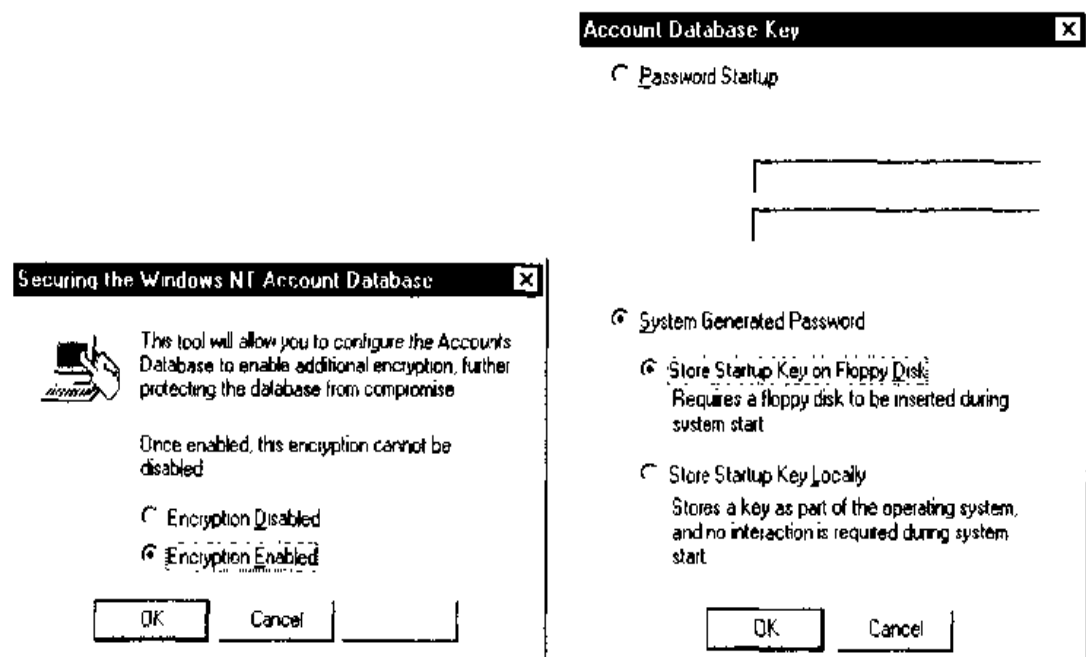 Securing the Windows NT Account Database
This tool will allow you to configure the Accounts
Database to enable additional encryption, further
protecting the database from compromise
Once enabled, this encryption cannot be
disabled
Encryption Disabled
Encryption Enabled
OK
Cancel
Account Database Key
Password Startup
System Generated Password
Store Startup Key on Floppy Disk
Requires a floppy disk to be inserted during
system start
Store Startup Key Locally
Stores a key as part of the operating system,
and no interaction is required during system
start
OK
Cancel